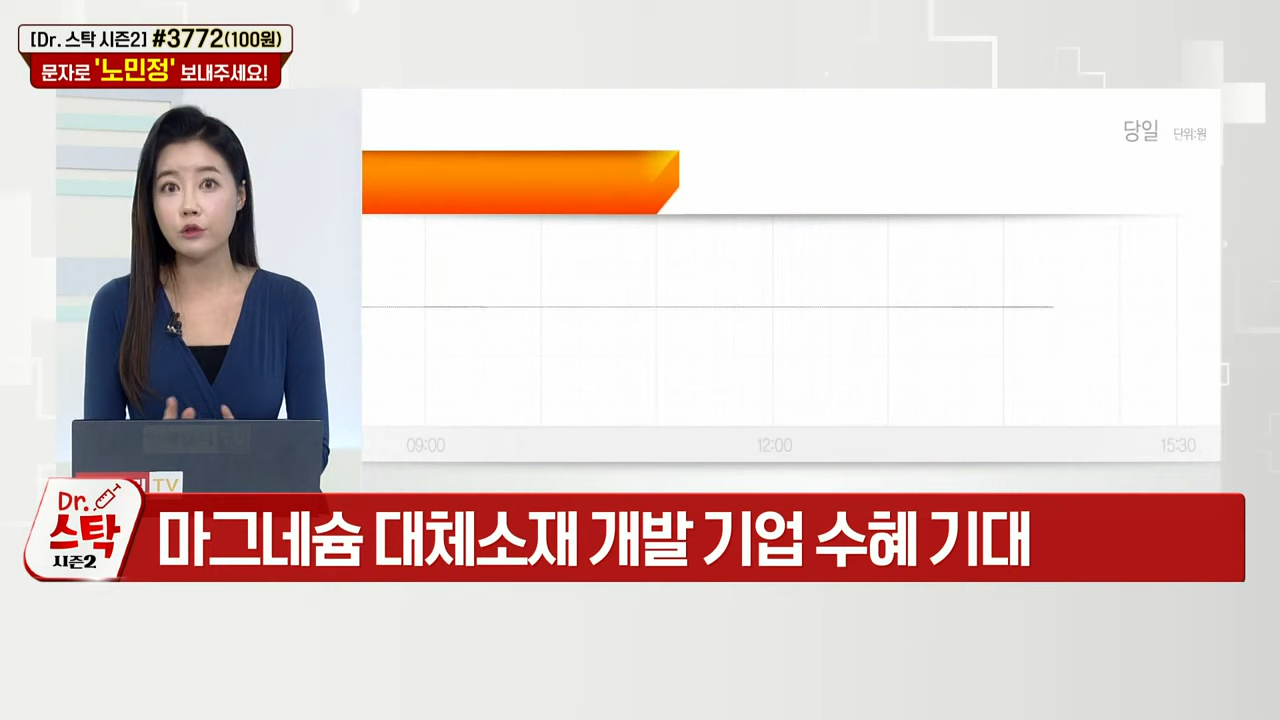 [Dr. 스탁 시즌2] #3772(100원)
문자로 '노민정' 보내주세요!
당일 단위:원
09:00 12:00 15:30
TV
Dr.
스탁
시즌2
마그네슘 대체소재 개발 기업 수혜 기대